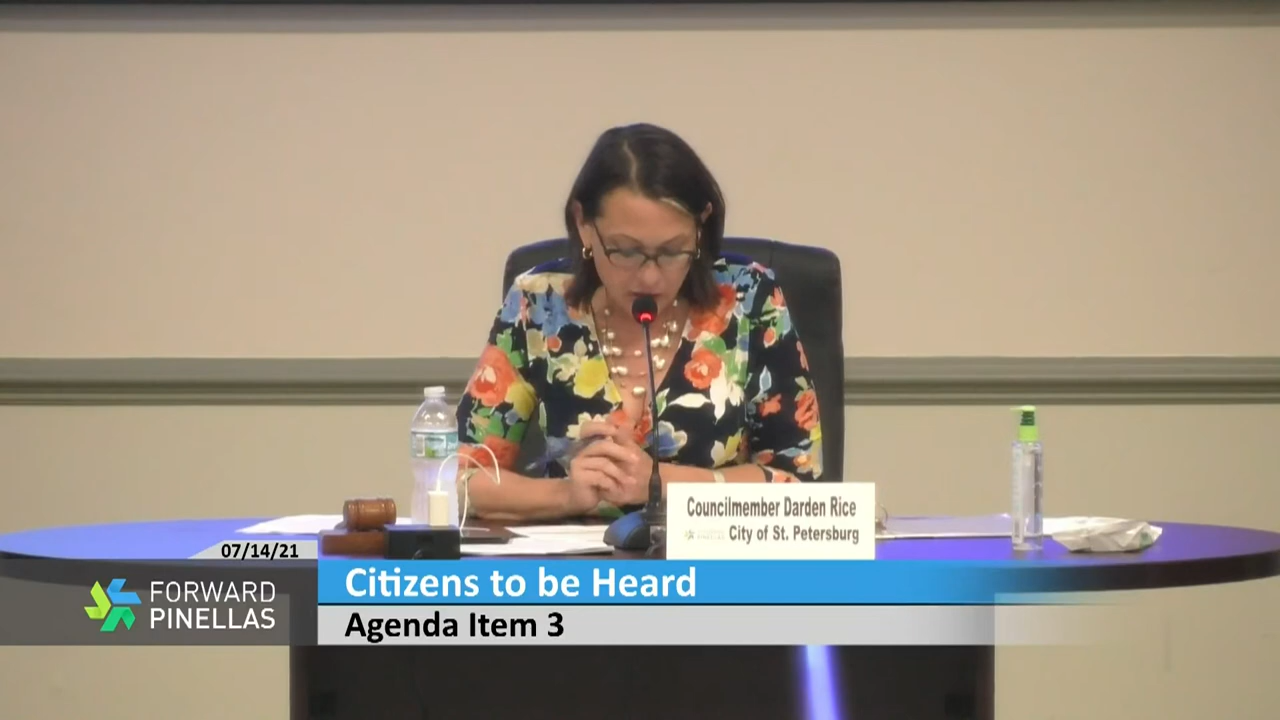 Councilmember Darden Rice
City of St. Petersburg
07/14/21
FORWARD
PINELLAS
Citizens to be Heard
Agenda Item 3